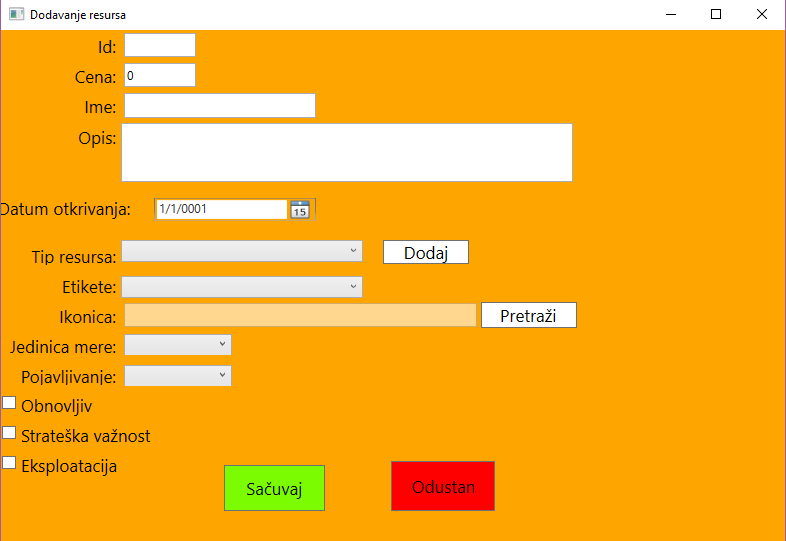 Dodavanje resursa
Id:
Cena: 0
Ime:
Opis:
Datum otkrivanja: 1/1/0001 15
Tip resursa: Dodaj
Etikete:
Ikonica: Pretraži
Jedinica mere:
Pojavljivanje:
Obnovljiv
Strateška važnost
Eksploatacija
Sačuvaj Odustan